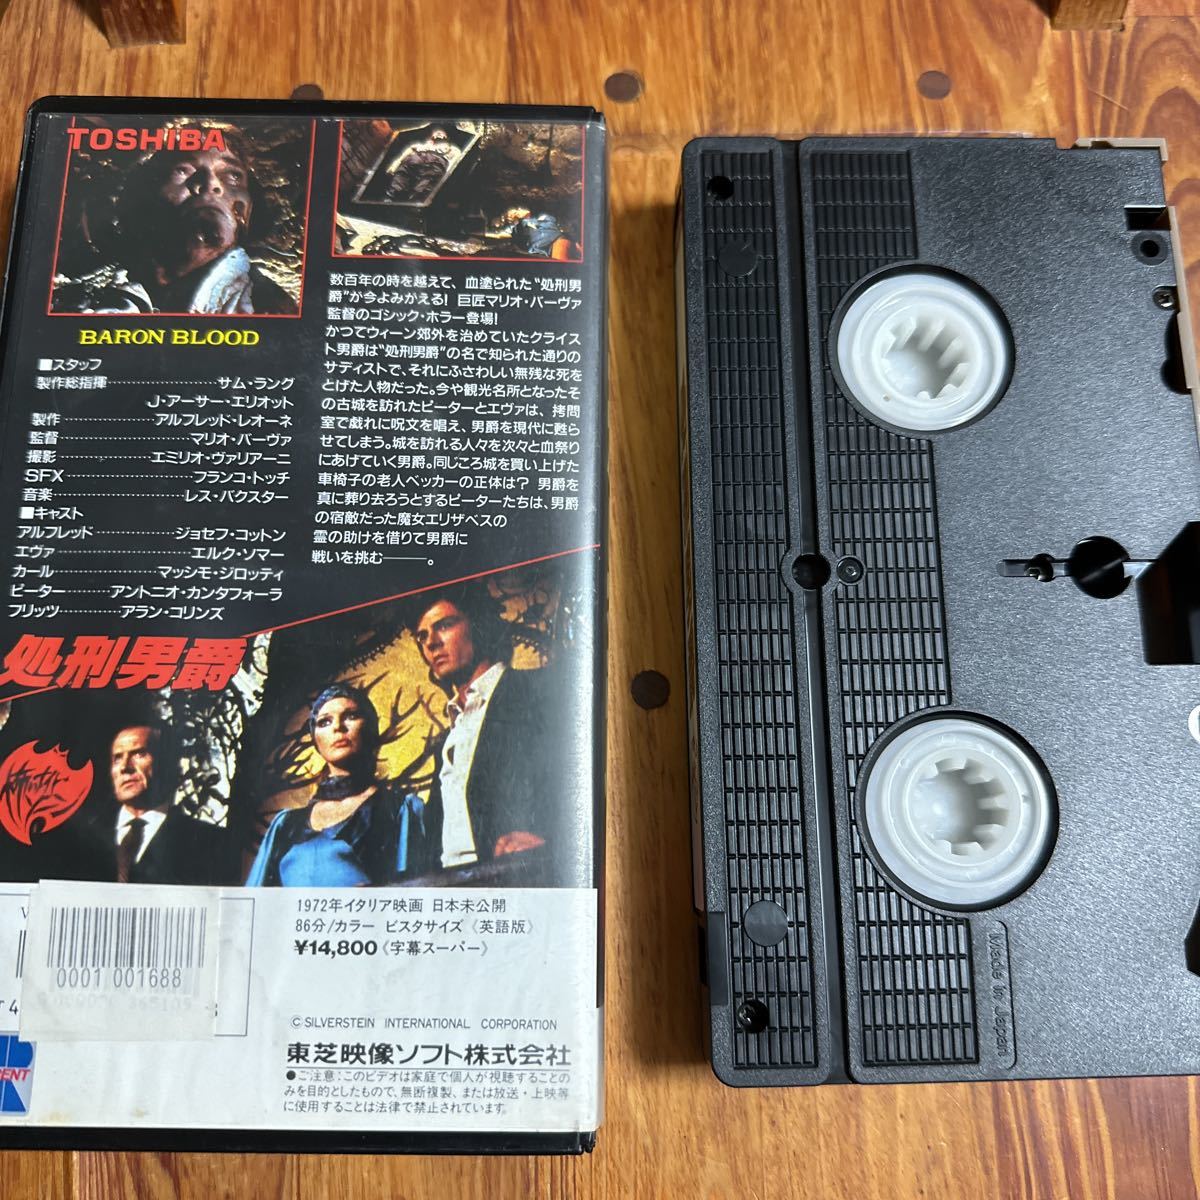 TOSHIBA
BARON BLOOD
■スタッフ
製作総指揮……………サム・ラング
J・アーサー・エリオット
製作……………アルフレッド・レオーネ
監督……………マリオ・バーヴァ
撮影……………エミリオ・ヴァリアーニ
SFX……………フランコ・トッチ
音楽……………レス・バクスター
■キャスト
アルフレッド……………ジョセフ・コットン
エヴァ……………エルク・ソマー
カール……………マッシモ・ジロッティ
ピーター……アントニオ・カンタフォーラ
フリッツ…………アラン・コリンズ
数百年の時を越えて、血塗られた“処刑男
爵”が今よみかえる! 巨匠マリオ・バーヴァ
監督のゴシック・ホラー登場!
かつてウィーン郊外を治めていたクライス
ト男爵は“処刑男爵”の名で知られた通りの
サディストで、それにふさわしい無残な死を
とげた人物だった。今や観光名所となったそ
の古城を訪れたピーターとエヴァは、拷問
室で戯れに呪文を唱え、男爵を現代に甦ら
せてしまう。城を訪れる人々を次々と血祭り
にあげていく男爵。同じころ城を買い上げた
車椅子の老人ベッカーの正体は? 男爵を
真に葬り去ろうとするピーターたちは、男爵
の宿敵だった魔女エリザベスの
霊の助けを借りて男爵に
戦いを挑む——。
処刑男爵
1972年イタリア映画 日本未公開
86分/カラー ビスタサイズ 〈英語版〉
¥14,800〈字幕スーパー〉
0001 001688
©SILVERSTEIN INTERNATIONAL CORPORATION
東芝映像ソフト株式会社
●ご注意:このビデオは家庭で個人が視聴することの
みを目的としたもので、無断複製、または放送・上映等
に使用することは法律で禁止されています。
Made in Japan